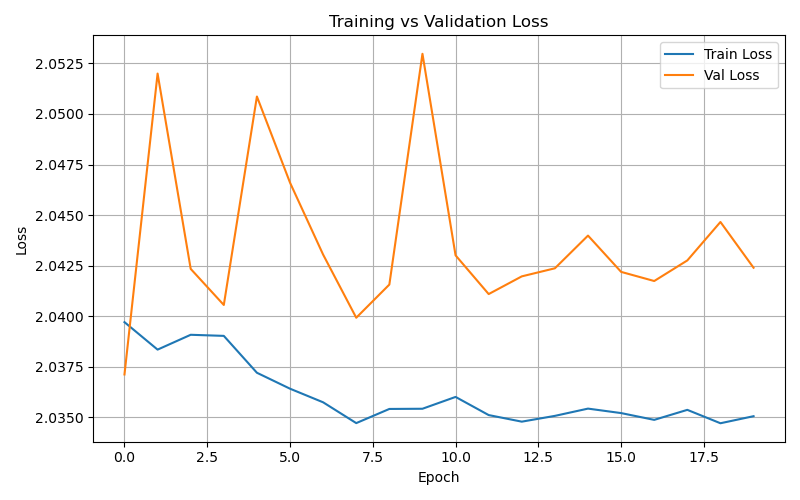 Training vs Validation Loss
Train Loss
Val Loss
2.0525
2.0500
2.0475
2.0450
2.0425
2.0400
2.0375
2.0350
Loss
0.0 2.5 5.0 7.5 10.0 12.5 15.0 17.5
Epoch